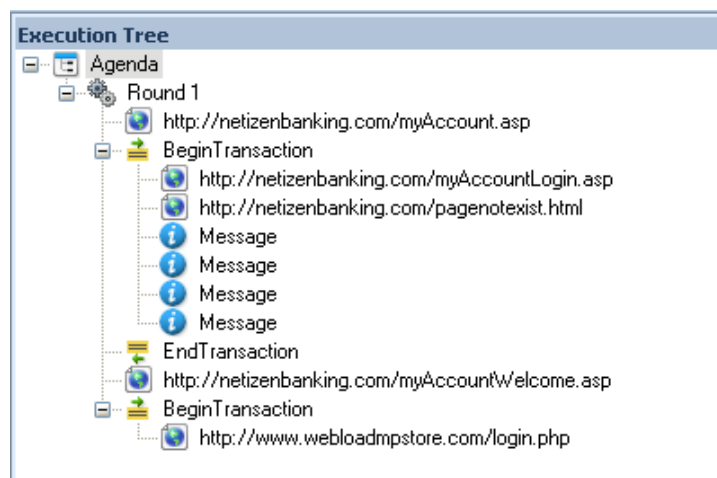 Execution Tree
Agenda
Round 1
http://netizenbanking.com/myAccount.asp
BeginTransaction
http://netizenbanking.com/myAccountLogin.asp
http://netizenbanking.com/pagenotexist.html
Message
Message
Message
Message
EndTransaction
http://netizenbanking.com/myAccountWelcome.asp
BeginTransaction
http://www.webloadmpstore.com/login.php